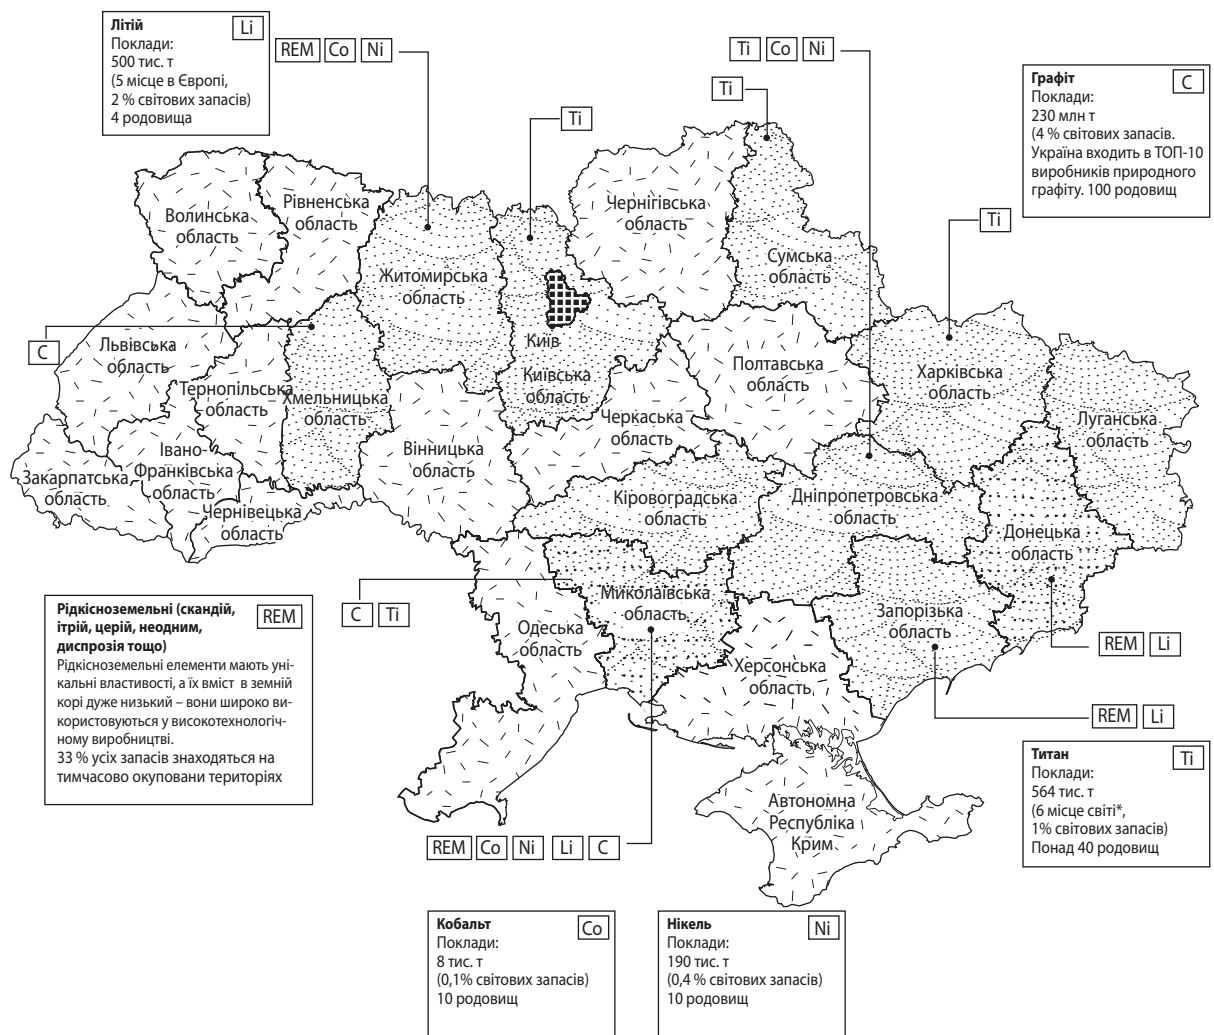 Літій
Li
Поклади:
500 тис. т
(5 місце в Європі,
2 % світових запасів)
4 родовища
REM Co Ni
Ti
Ti
Ti Co Ni
Графіт
C
Поклади:
230 млн т
(4 % світових запасів.
Україна входить в ТОП-10
виробників природного
графіту. 100 родовищ
Ti
Волинська
область
Рівненська
область
Житомирська
область
Чернігівська
область
Сумська
область
Київ
Київська
область
C
Львівська
область
Тернопільська
область
Хмельницька
область
Вінницька
область
Черкаська
область
Полтавська
область
Харківська
область
Луганська
область
Закарпатська
область
Івано-
Франківська
область
Чернівецька
область
Кіровоградська
область
Дніпропетровська
область
Донецька
область
C Ti
Миколаївська
область
Одеська
область
Запорізька
область
Херсонська
область
Автономна
Республіка
Крим
REM Li
REM Li
Рідкісноземельні (скандій,
ітрій, церій, неодним,
диспрозія тощо)
REM
Рідкісноземельні елементи мають уні-
кальні властивості, а їх вміст в земній
корі дуже низький – вони широко ви-
користовуються у високотехнологіч-
ному виробництві.
33 % усіх запасів знаходяться на
тимчасово окуповани територіях
REM Co Ni Li C
Титан
Ti
Поклади:
564 тис. т
(6 місце світі*,
1% світових запасів)
Понад 40 родовищ
Кобальт
Co
Поклади:
8 тис. т
(0,1% світових запасів)
10 родовищ
Нікель
Ni
Поклади:
190 тис. т
(0,4 % світових запасів)
10 родовищ